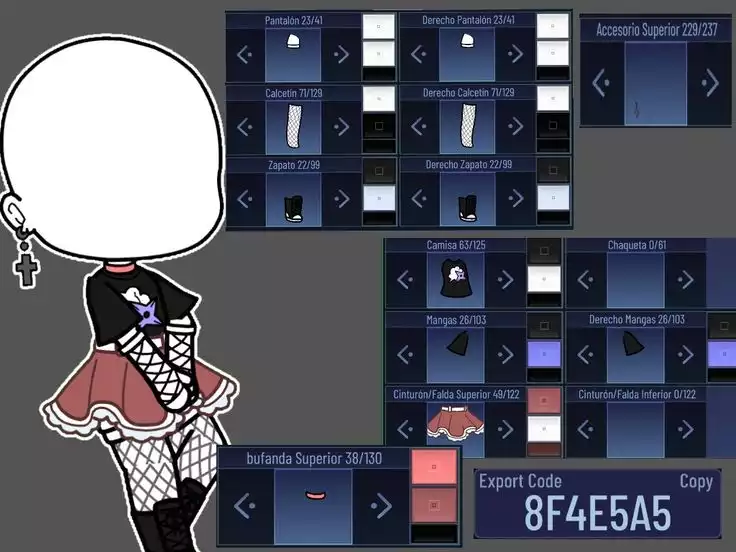 Pantalón 23/41
Derecho Pantalón 23/41
Accesorio Superior 229/237
Calcetín 71/129
Derecho Calcetín 71/129
Zapato 22/99
Derecho Zapato 22/99
Camisa 63/125
Chaqueta 0/61
Mangas 26/103
Derecho Mangas 26/103
Cinturón/Falda Superior 49/122
Cinturón/Falda Inferior 0/122
bufanda Superior 38/130
Export Code
Copy
8F4E5A5